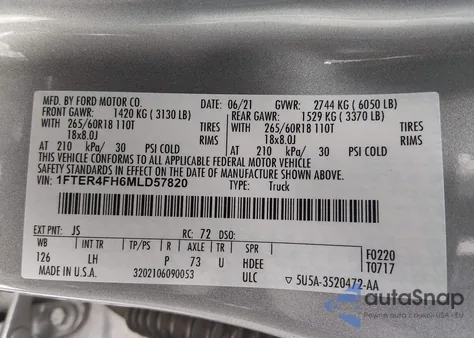 MFD. BY FORD MOTOR CO. DATE: 06/21 GVWR: 2744 KG (6050 LB)
FRONT GAWR: 1420 KG (3130 LB) REAR GAWR: 1529 KG (3370 LB)
WITH 265/60R18 110T TIRES WITH 265/60R18 110T TIRES
18x8.0J RIMS 18x8.0J RIMS
AT 210 kPa/ 30 PSI COLD AT 210 kPa/ 30 PSI COLD
THIS VEHICLE CONFORMS TO ALL APPLICABLE FEDERAL MOTOR VEHICLE
SAFETY STANDARDS IN EFFECT ON THE DATE OF MANUFACTURE SHOWN ABOVE.
VIN: 1FTER4FH6MLD57820 TYPE: Truck
EXT PNT: JS RC: 72 DSO:
WB INT TR TP/PS R AXLE TR SPR F0220
126 LH P 73 U HDEE T0717
MADE IN U.S.A. 3202106090053 ULC 5U5A-3520472-AA
autoSnap
Pewne auta z aukcji USA - EU